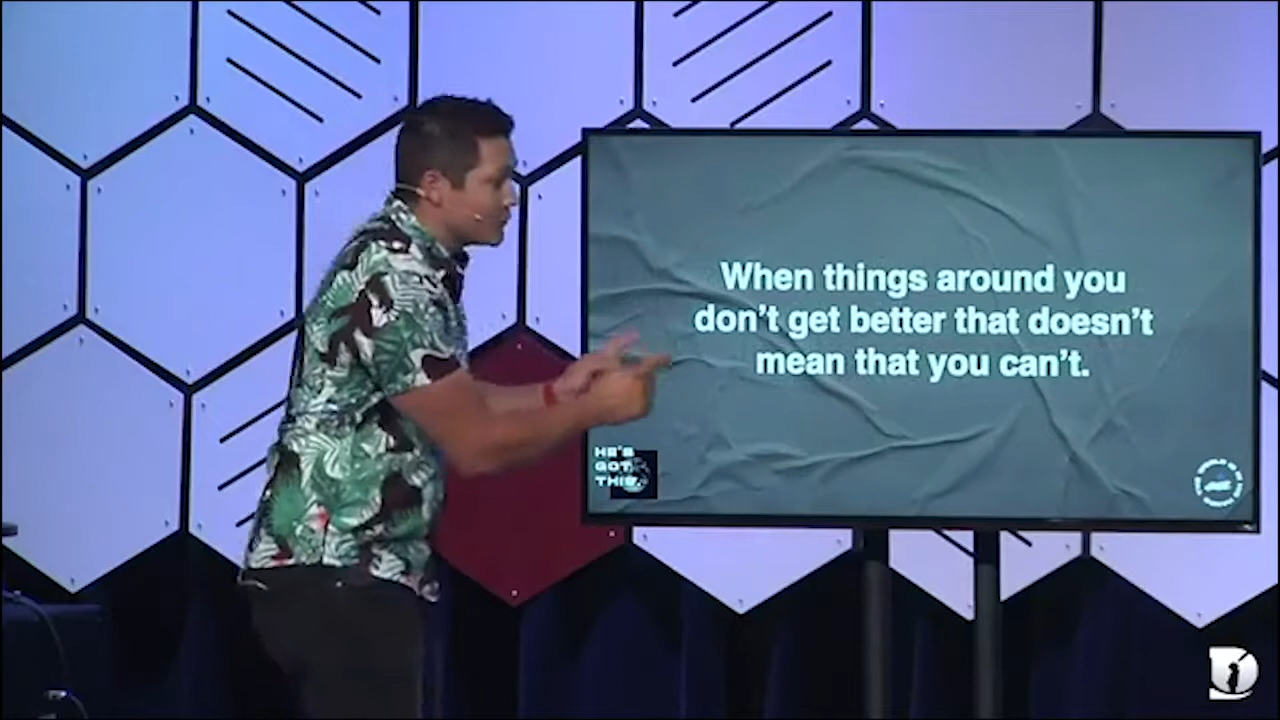 When things around you
don't get better that doesn't
mean that you can't.
HE'S
GOT
THIS.
D